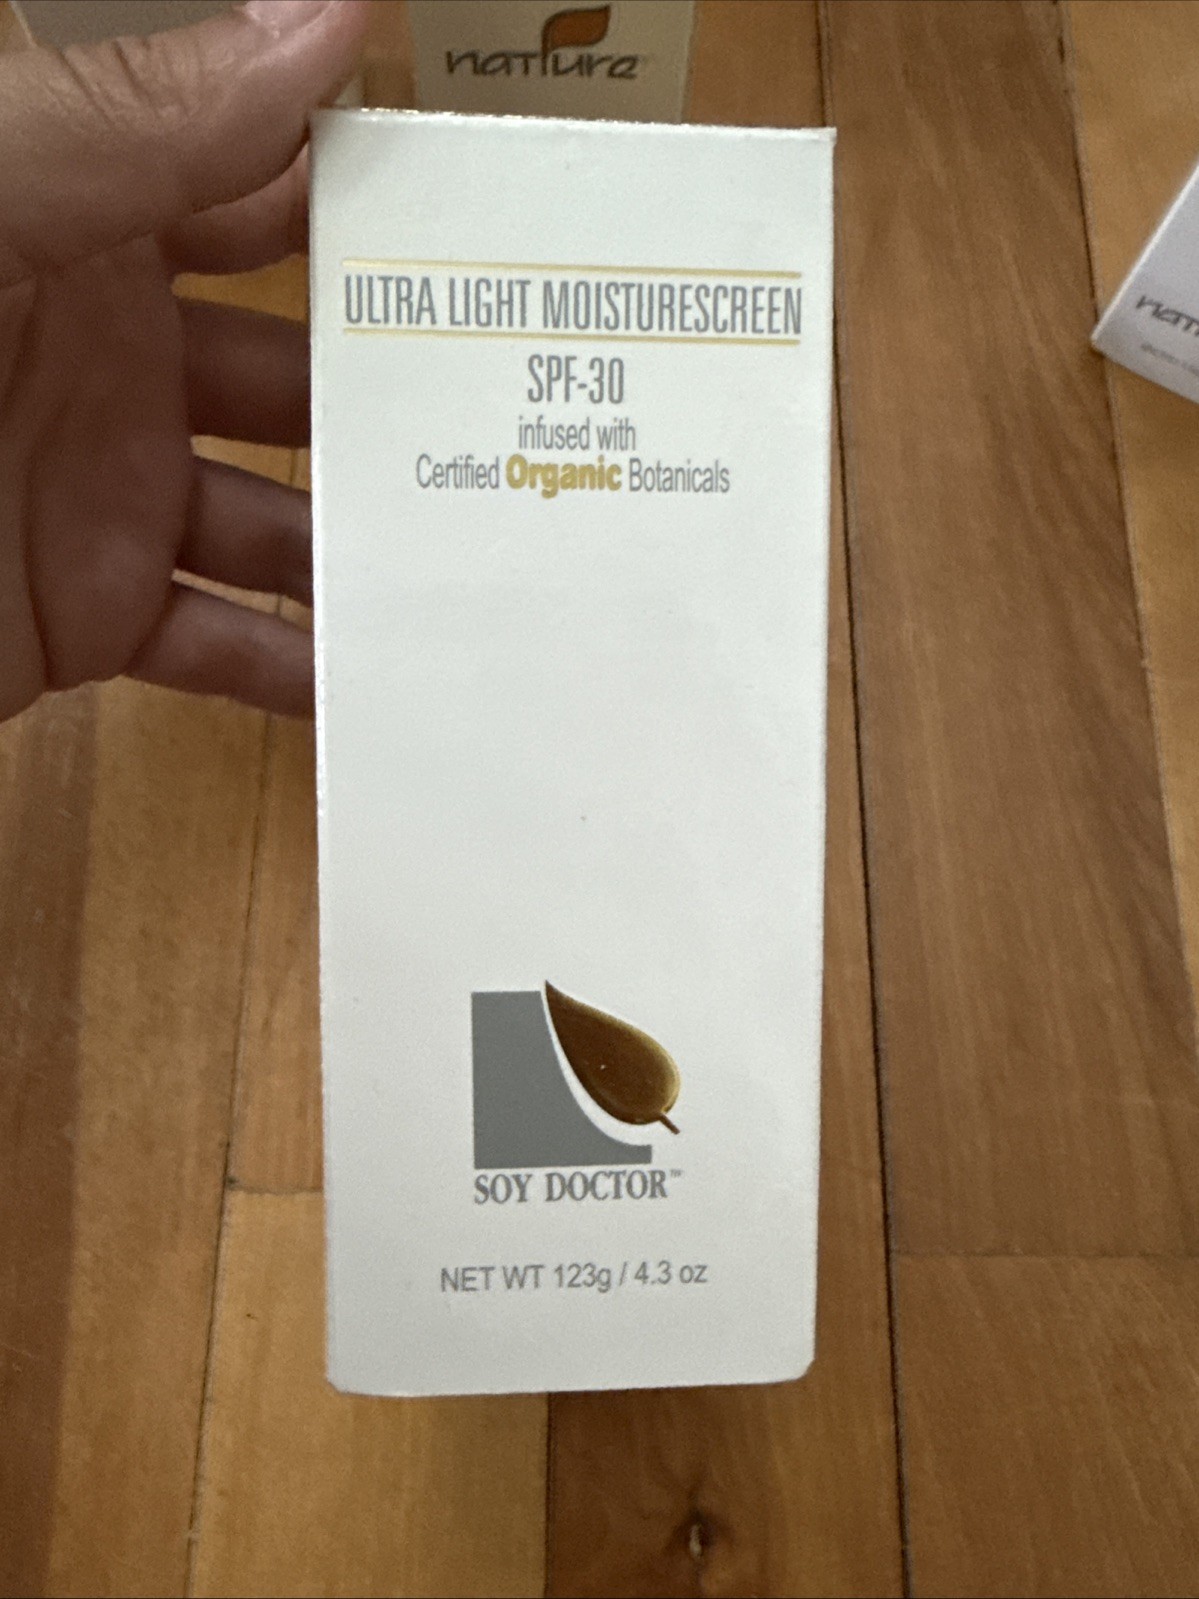 nature
ULTRA LIGHT MOISTURESCREEN
SPF-30
infused with
Certified Organic Botanicals
SOY DOCTOR™
NET WT 123g / 4.3 oz